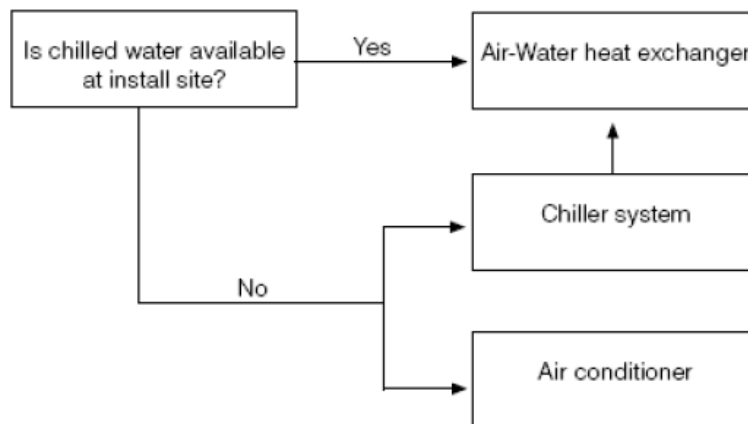 Is chilled water available
at install site?
Yes
Air-Water heat exchanger
Chiller system
No
Air conditioner